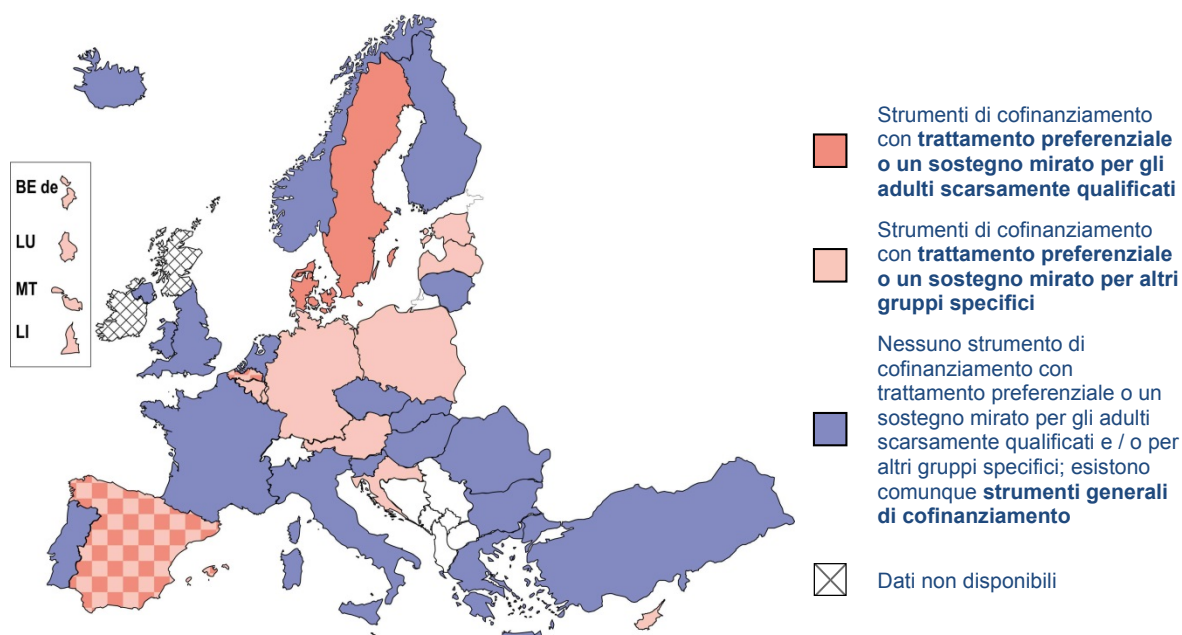 BE de
LU
MT
LI
Strumenti di cofinanziamento
con trattamento preferenziale
o un sostegno mirato per gli
adulti scarsamente qualificati
Strumenti di cofinanziamento
con trattamento preferenziale
o un sostegno mirato per altri
gruppi specifici
Nessuno strumento di
cofinanziamento con
trattamento preferenziale o un
sostegno mirato per gli adulti
scarsamente qualificati e / o per
altri gruppi specifici; esistono
comunque strumenti generali
di cofinanziamento
Dati non disponibili